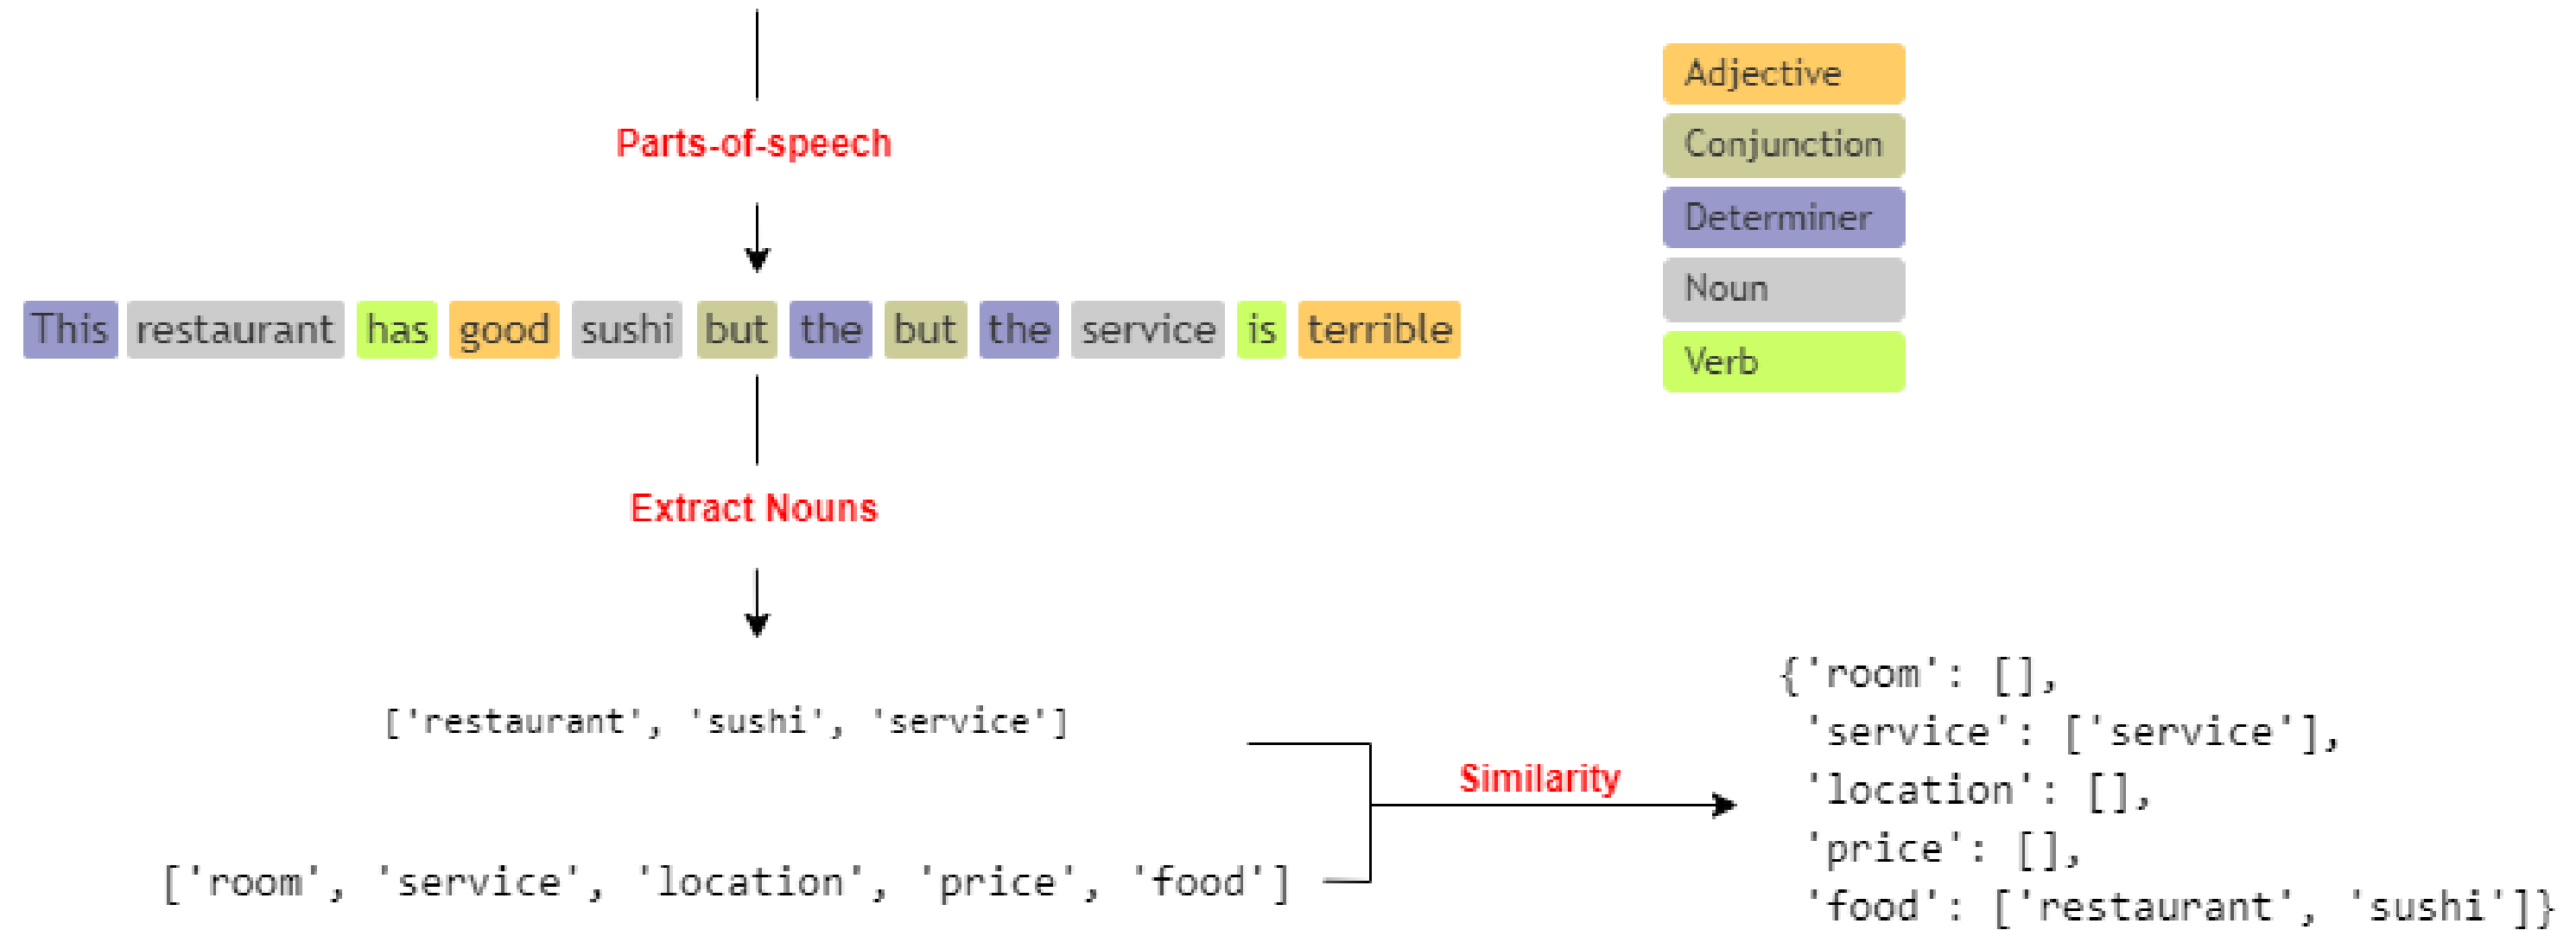 Parts-of-speech
Adjective
Conjunction
Determiner
Noun
Verb
This restaurant has good sushi but the but the service is terrible
Extract Nouns
['restaurant', 'sushi', 'service']
['room', 'service', 'location', 'price', 'food']
Similarity
{'room': [],
'service': ['service'],
'location': [],
'price': [],
'food': ['restaurant', 'sushi']}